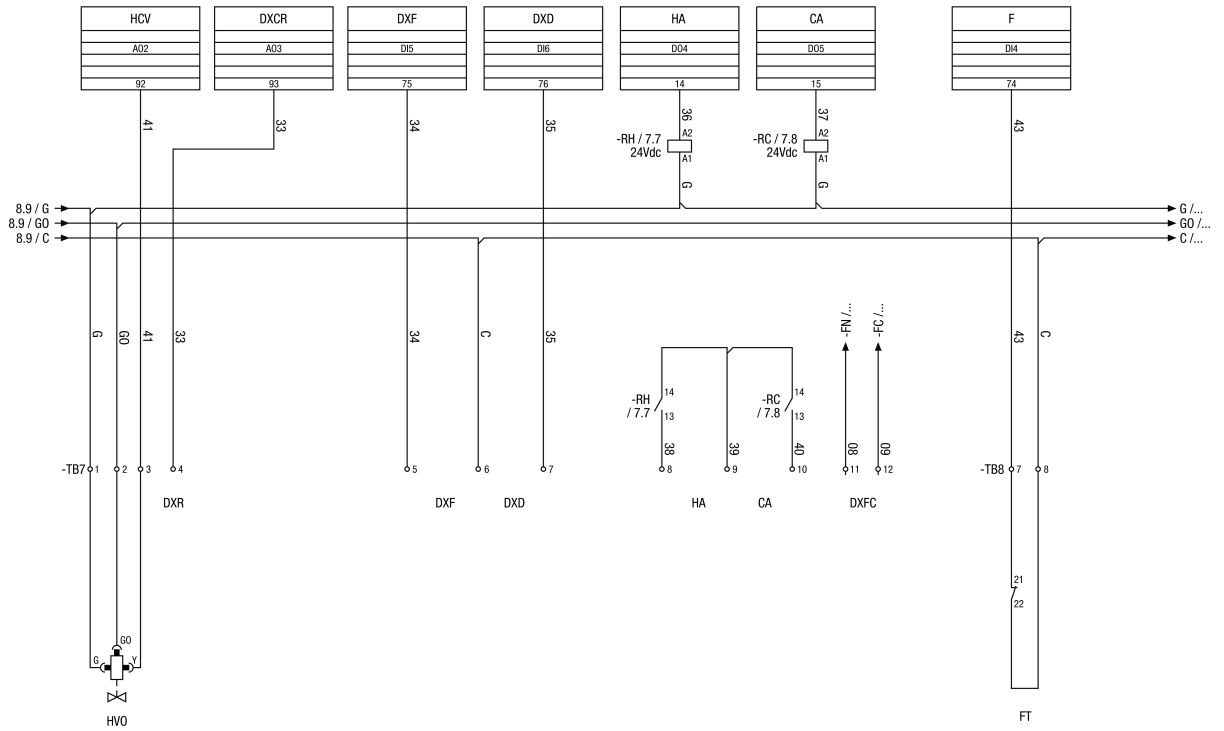 HCV DXCR DXF DXD HA CA F
AO2 AO3 DI5 DI6 DO4 DO5 DI4
92 93 75 76 14 15 74
41 33 34 35 36 37 43
A2 A2
-RH / 7.7 -RC / 7.8
24Vdc 24Vdc
A1 A1
G G
8.9 / G G /...
8.9 / GO GO /...
8.9 / C C /...
-FN /... -FC /...
G GO 41 33 34 C 35 43 C
14 14
-RH -RC
/ 7.7 / 7.8
13 13
38 39 40 08 09
-TB7 1 2 3 4 5 6 7 8 9 10 11 12 -TB8 7 8
DXR DXF DXD HA CA DXFC
21
22
GO
G Y
HVO FT